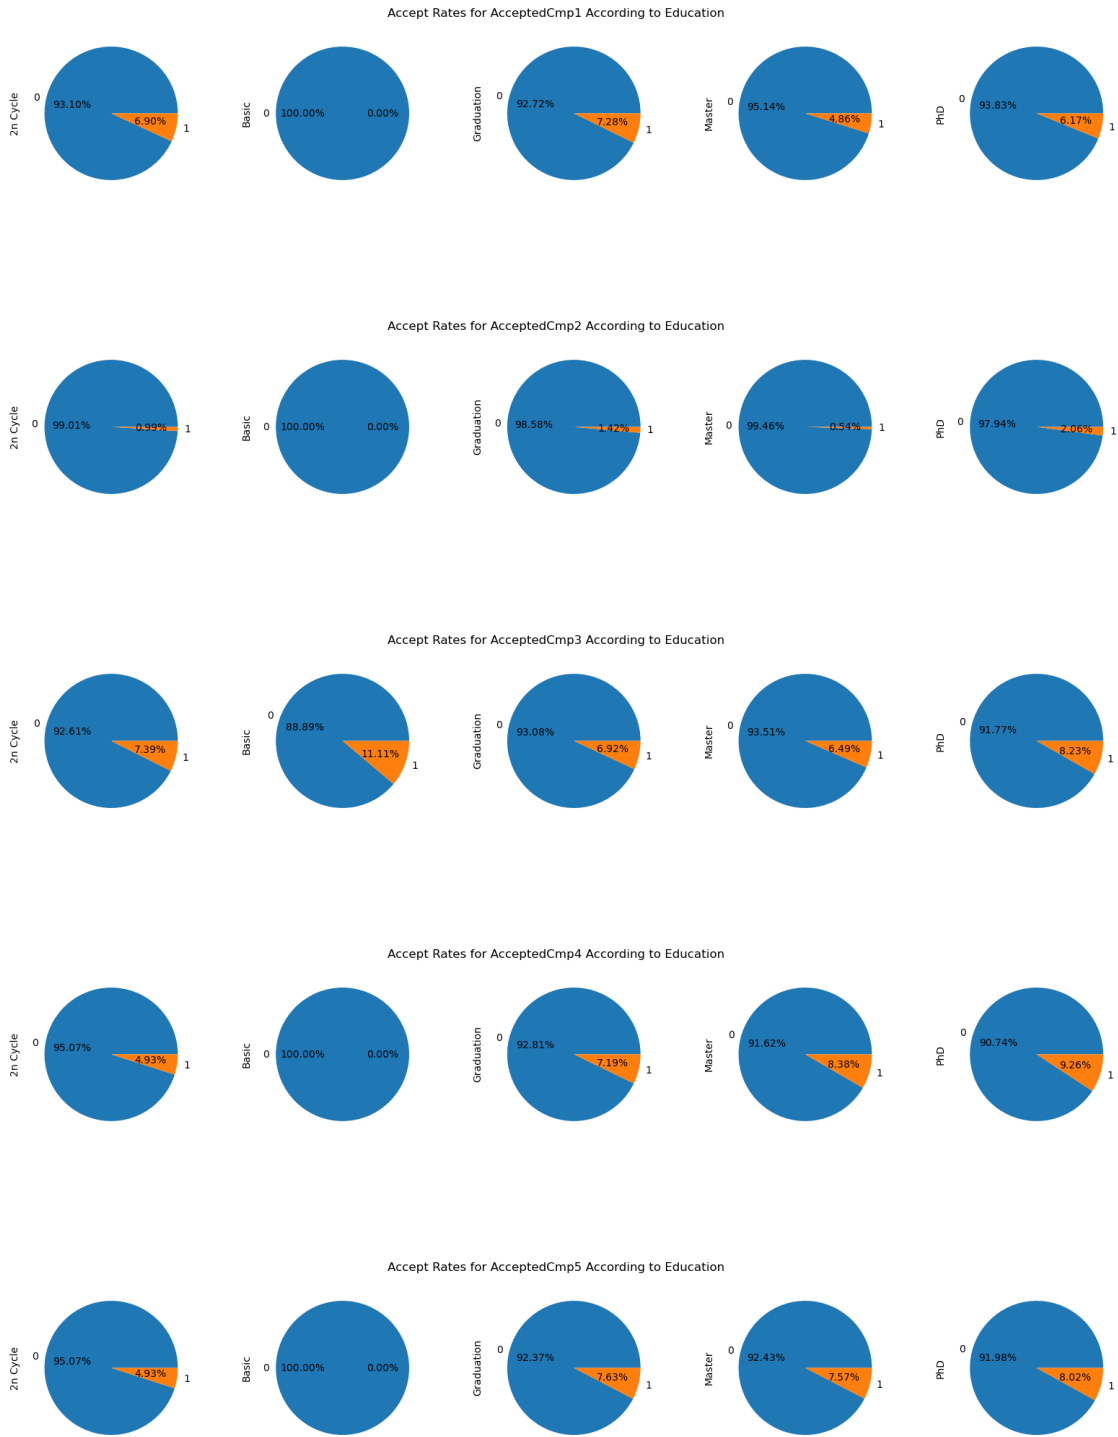 Accept Rates for AcceptedCmp1 According to Education
2n Cycle 0 93.10% 6.90% 1
Basic 0 100.00% 0.00%
Graduation 0 92.72% 7.28% 1
Master 0 95.14% 4.86% 1
PhD 0 93.83% 6.17% 1
Accept Rates for AcceptedCmp2 According to Education
2n Cycle 0 99.01% 0.99% 1
Basic 0 100.00% 0.00%
Graduation 0 98.58% 1.42% 1
Master 0 99.46% 0.54% 1
PhD 0 97.94% 2.06% 1
Accept Rates for AcceptedCmp3 According to Education
2n Cycle 0 92.61% 7.39% 1
Basic 0 88.89% 11.11% 1
Graduation 0 93.08% 6.92% 1
Master 0 93.51% 6.49% 1
PhD 0 91.77% 8.23% 1
Accept Rates for AcceptedCmp4 According to Education
2n Cycle 0 95.07% 4.93% 1
Basic 0 100.00% 0.00%
Graduation 0 92.81% 7.19% 1
Master 0 91.62% 8.38% 1
PhD 0 90.74% 9.26% 1
Accept Rates for AcceptedCmp5 According to Education
2n Cycle 0 95.07% 4.93% 1
Basic 0 100.00% 0.00%
Graduation 0 92.37% 7.63% 1
Master 0 92.43% 7.57% 1
PhD 0 91.98% 8.02% 1